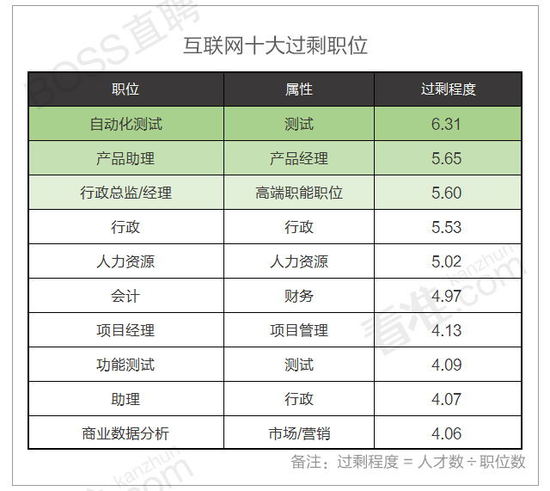 BOSS直聘
互联网十大过剩职位
职位 属性 过剩程度
自动化测试 测试 6.31
产品助理 产品经理 5.65
行政总监/经理 高端职能职位 5.60
行政 行政 5.53
人力资源 人力资源 5.02
会计 财务 4.97
项目经理 项目管理 4.13
功能测试 测试 4.09
助理 行政 4.07
商业数据分析 市场/营销 4.06
看准 kanzhun .com
备注：过剩程度 = 人才数÷职位数
kanzhun
.com